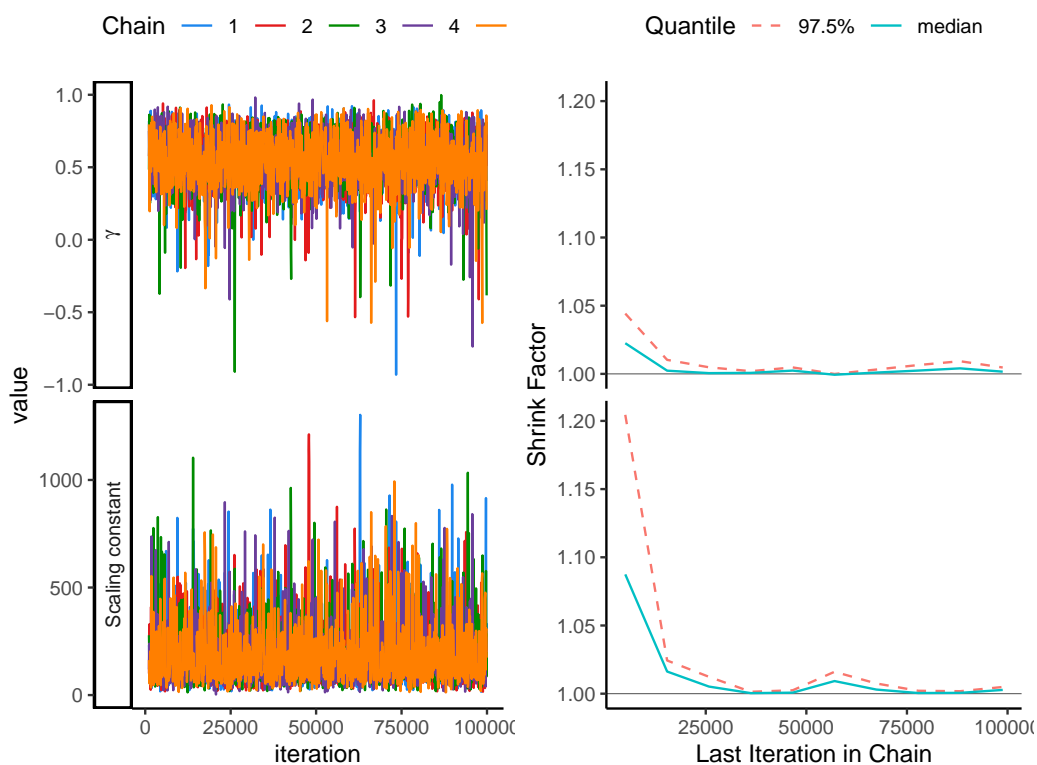 Chain 1 2 3 4
Quantile 97.5% median
value
γ
1.0
0.5
0.0
−0.5
−1.0
Scaling constant
1000
500
0
0 25000 50000 75000 100000
iteration
Shrink Factor
1.20
1.15
1.10
1.05
1.00
1.20
1.15
1.10
1.05
1.00
25000 50000 75000 100000
Last Iteration in Chain